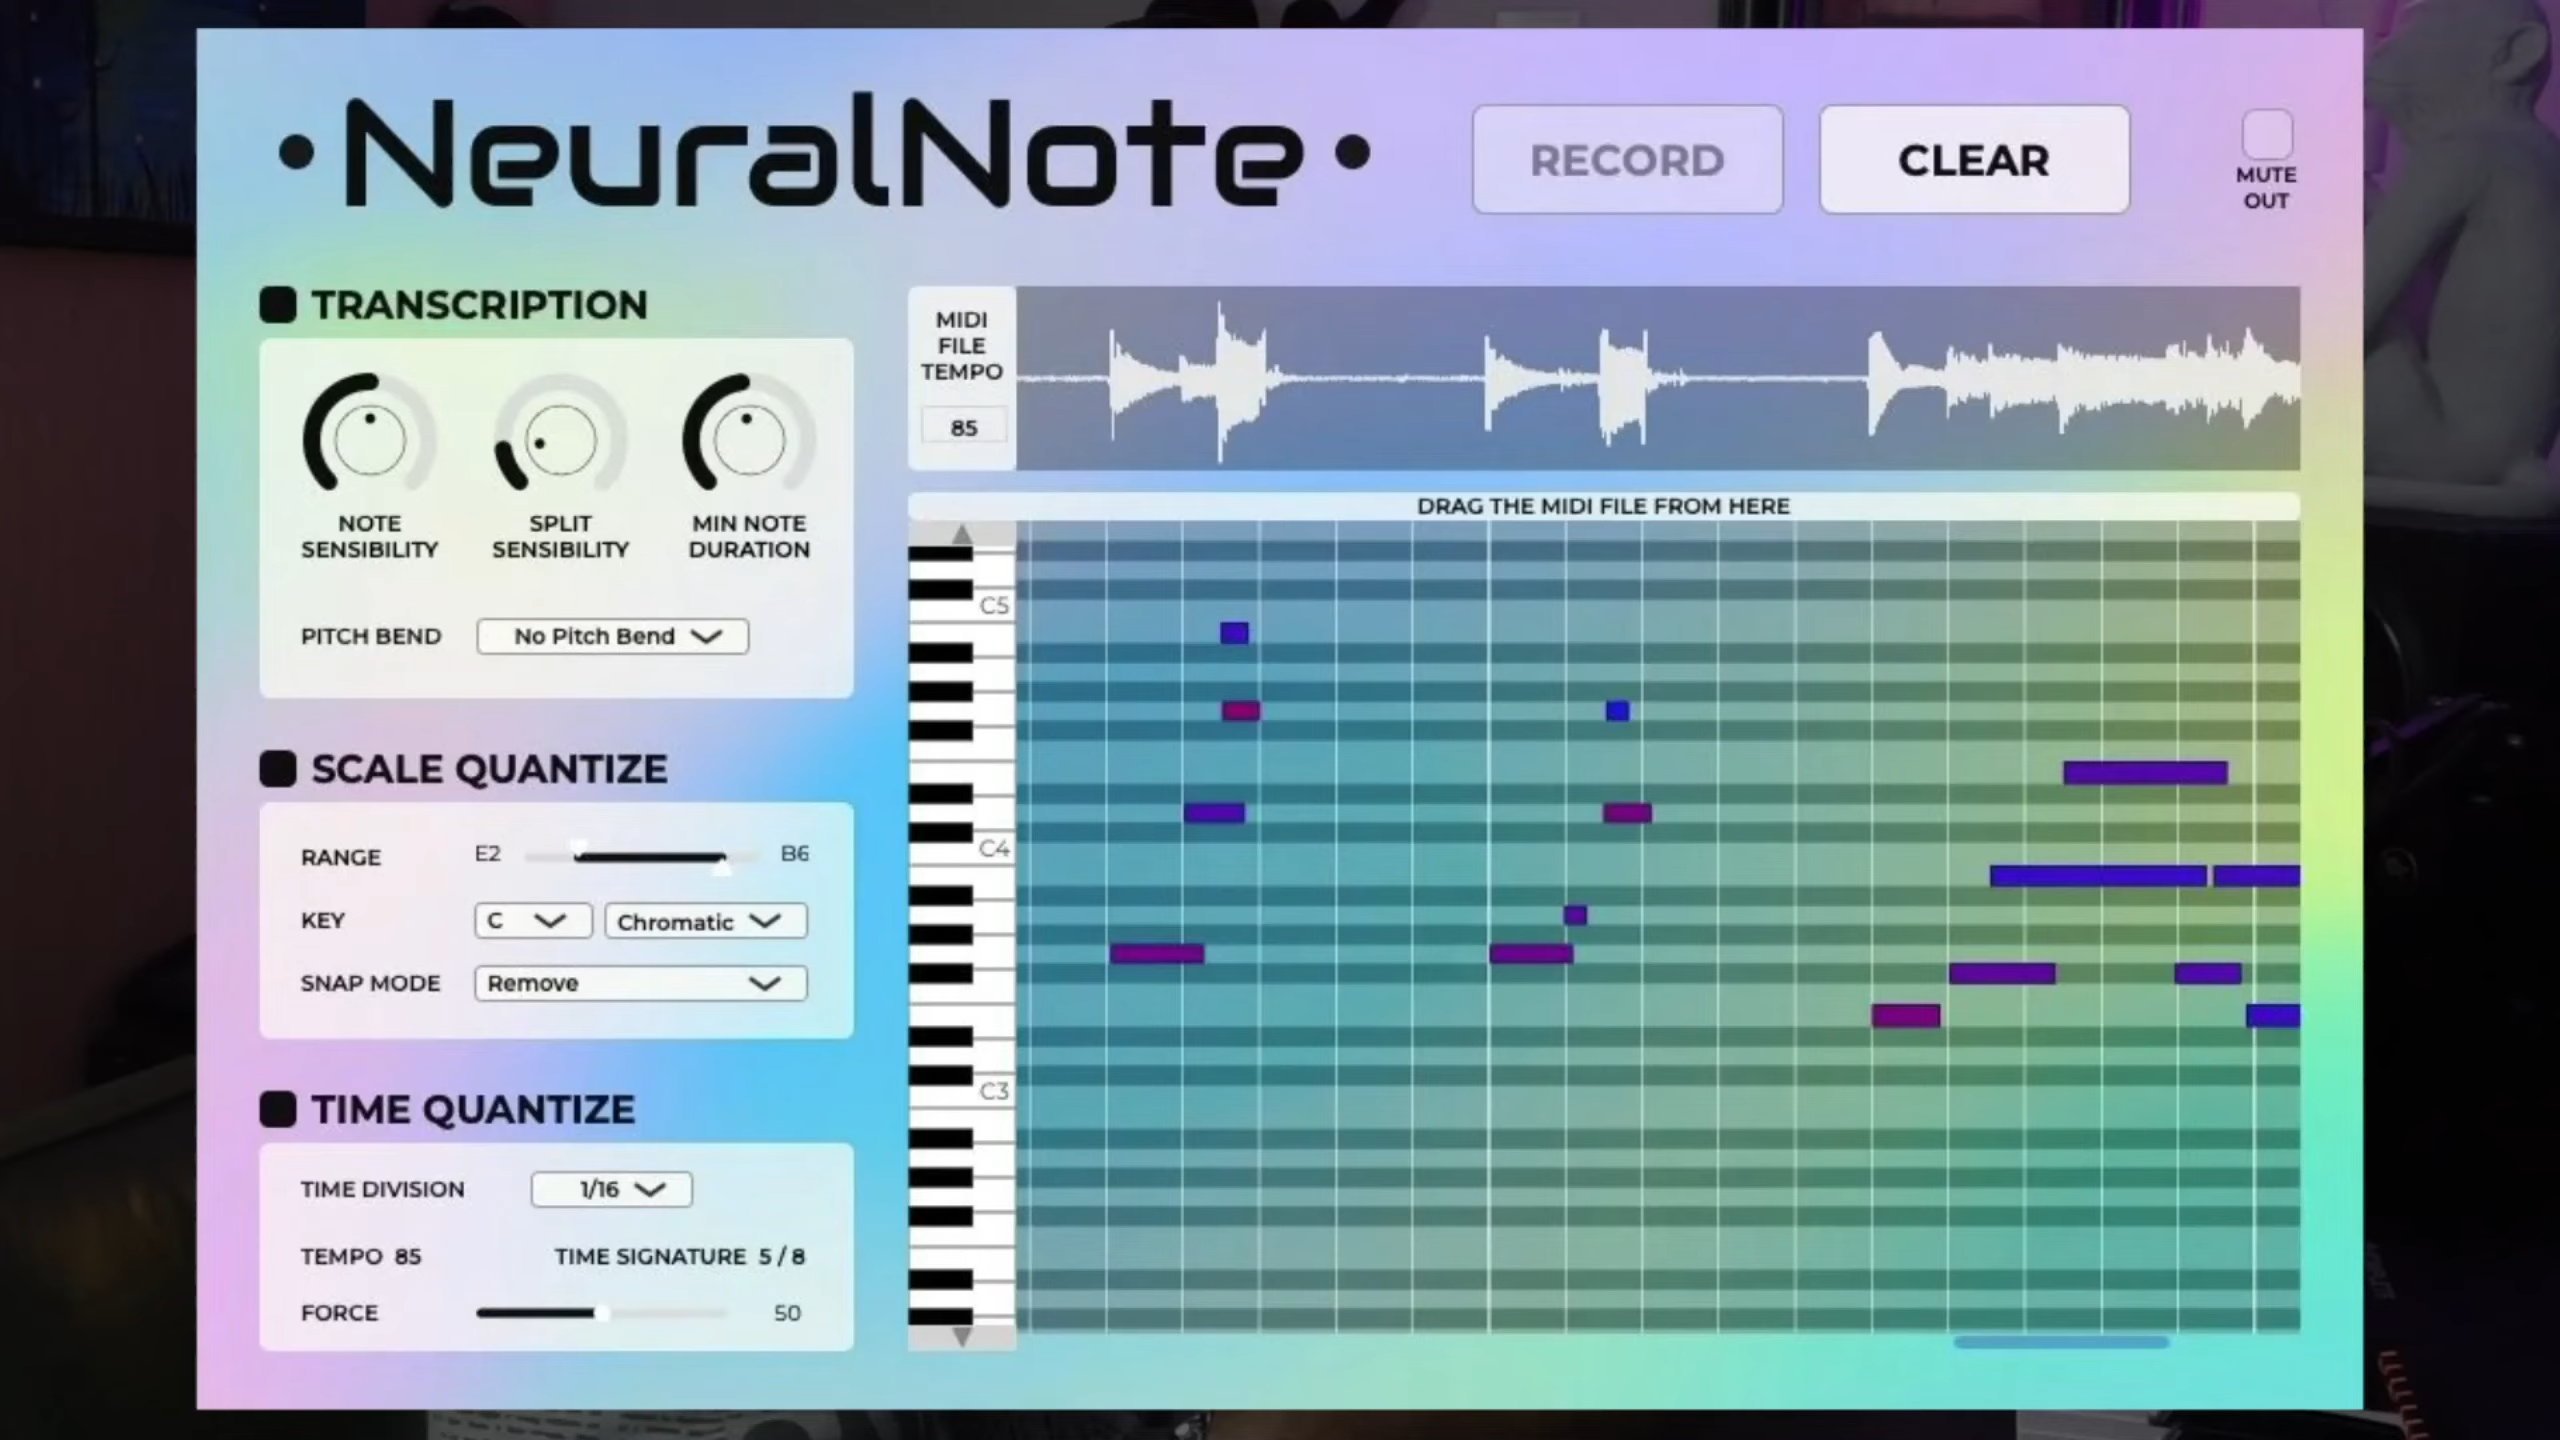 •NeuralNote•
RECORD
CLEAR
MUTE
OUT
TRANSCRIPTION
NOTE
SENSIBILITY
SPLIT
SENSIBILITY
MIN NOTE
DURATION
PITCH BEND No Pitch Bend
SCALE QUANTIZE
RANGE E2 B6
KEY C Chromatic
SNAP MODE Remove
TIME QUANTIZE
TIME DIVISION 1/16
TEMPO 85 TIME SIGNATURE 5 / 8
FORCE 50
MIDI
FILE
TEMPO
85
DRAG THE MIDI FILE FROM HERE
C5
C4
C3